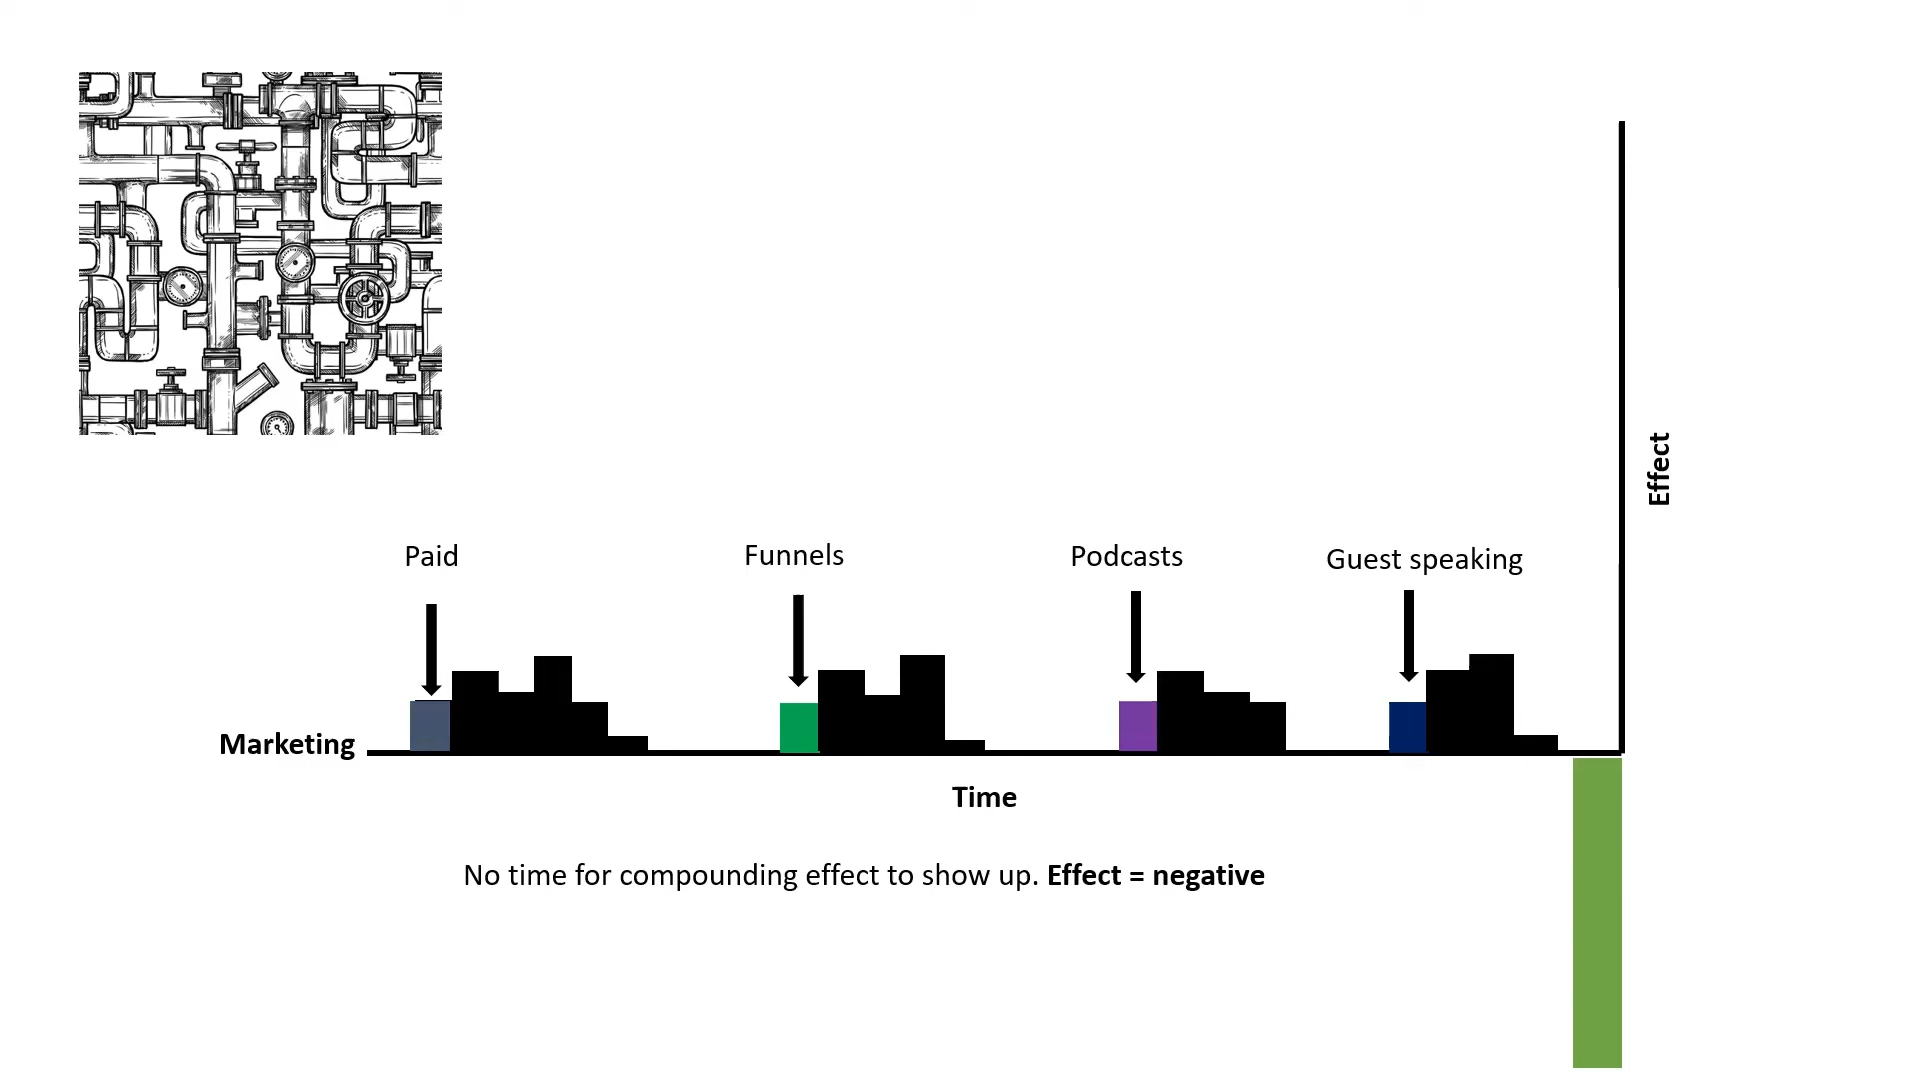 Effect
Paid
Funnels
Podcasts
Guest speaking
Marketing
Time
No time for compounding effect to show up. Effect = negative